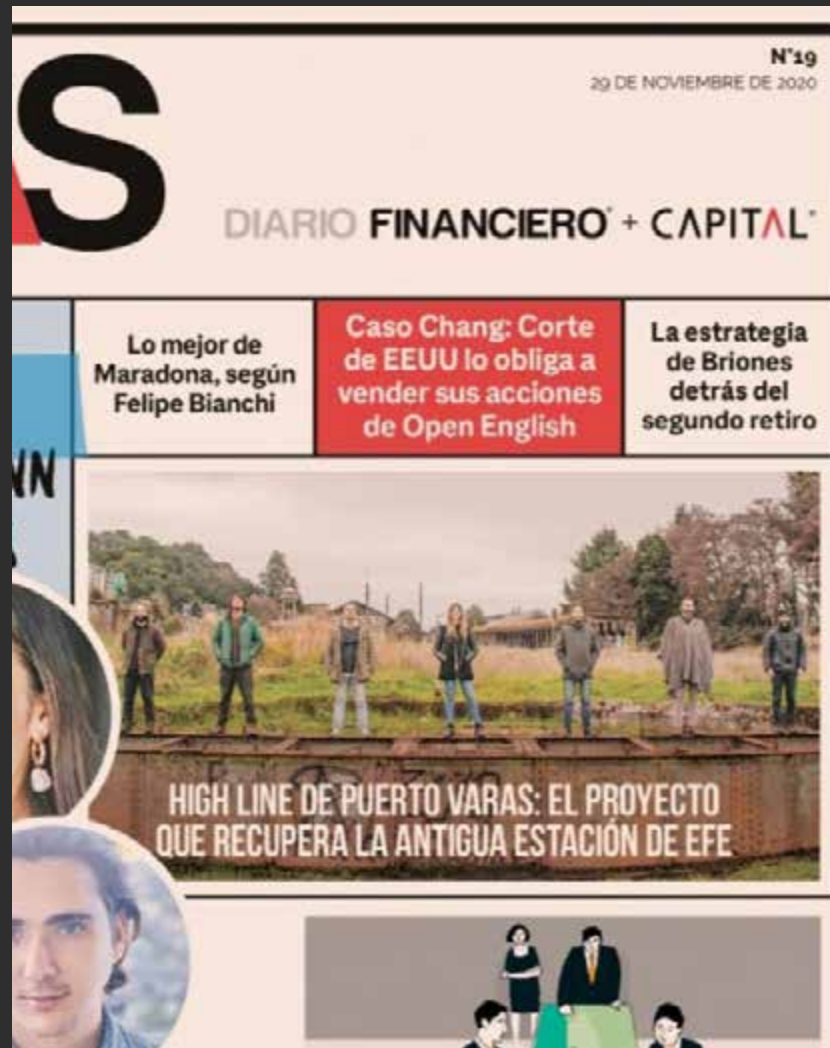 N°19
29 DE NOVIEMBRE DE 2020
AS
DIARIO FINANCIERO® + CAPITAL®
Lo mejor de
Maradona, según
Felipe Bianchi
Caso Chang: Corte
de EEUU lo obliga a
vender sus acciones
de Open English
La estrategia
de Briones
detrás del
segundo retiro
NN
HIGH LINE DE PUERTO VARAS: EL PROYECTO
QUE RECUPERA LA ANTIGUA ESTACIÓN DE EFE